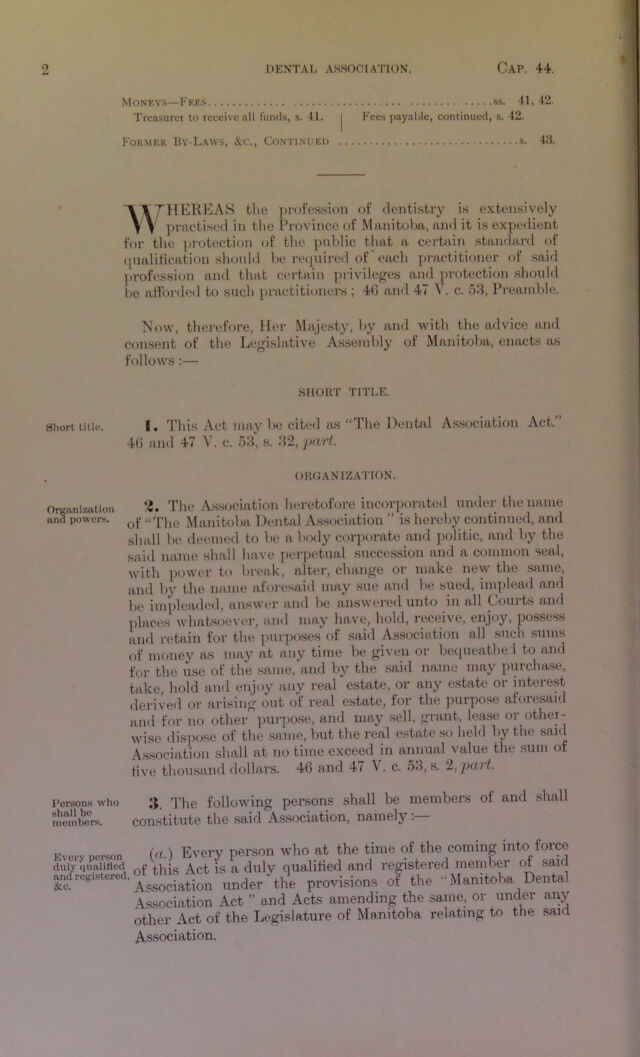 2 DENTAL ASSOCIATION. CAP. 44.
MONEYS—FEES.................................................ss. 41, 42.
Treasurer to receive all funds, s. 41. | Fees payable, continued, s. 42.
FORMER BY-LAWS, &C., CONTINUED ................................s. 43.
WHEREAS the profession of dentistry is extensively
practised in the Province of Manitoba, and it is expedient
for the protection of the public that a certain standard of
qualification should be required of each practitioner of said
profession and that certain privileges and protection should
be afforded to such practitioners ; 46 and 47 V. c. 53, Preamble.
Now, therefore, Her Majesty, by and with the advice and
consent of the Legislative Assembly of Manitoba, enacts as
follows :—
SHORT TITLE.
Short title. 1. This Act may be cited as "The Dental Association Act."
46 and 47 V. c. 53, s. 32, part.
ORGANIZATION.
Organization 2. The Association heretofore incorporated under the name
and powers. of "The Manitoba Dental Association " is hereby continued, and
shall be deemed to be a body corporate and politic, and by the
said name shall have perpetual succession and a common seal,
with power to break, alter, change or make new the same,
and by the name aforesaid may sue and be sued, implead and
be impleaded, answer and be answered unto in all Courts and
places whatsoever, and may have, hold, receive, enjoy, possess
and retain for the purposes of said Association all such sums
of money as may at any time be given or bequeathed to and
for the use of the same, and by the said name may purchase,
take, hold and enjoy any real estate, or any estate or interest
derived or arising out of real estate, for the purpose aforesaid
and for no other purpose, and may sell, grant, lease or other-
wise dispose of the same, but the real estate so held by the said
Association shall at no time exceed in annual value the sum of
five thousand dollars. 46 and 47 V. c. 53, s. 2, part.
Persons who 3. The following persons shall be members of and shall
shall be
members. constitute the said Association, namely :—
Every person (a.) Every person who at the time of the coming into force
duly qualified of this Act is a duly qualified and registered member of said
and registered, &c. Association under the provisions of the "Manitoba Dental
Association Act " and Acts amending the same, or under any
other Act of the Legislature of Manitoba relating to the said
Association.